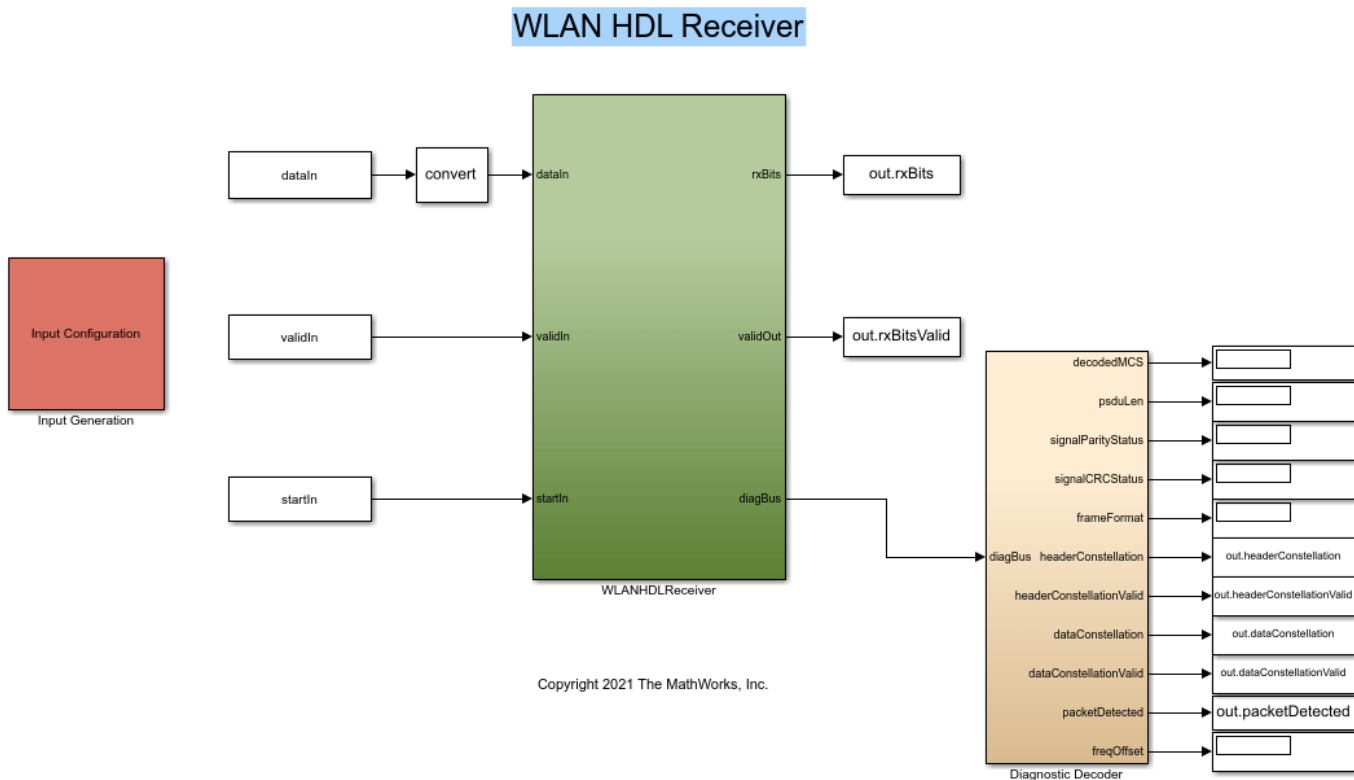 WLAN HDL Receiver
dataIn
convert
dataIn
rxBits
out.rxBits
Input Configuration
Input Generation
validIn
validIn
validOut
out.rxBitsValid
startIn
startIn
diagBus
WLANHDLReceiver
decodedMCS
psduLen
signalParityStatus
signalCRCStatus
frameFormat
diagBus
headerConstellation
out.headerConstellation
headerConstellationValid
out.headerConstellationValid
dataConstellation
out.dataConstellation
dataConstellationValid
out.dataConstellationValid
packetDetected
out.packetDetected
freqOffset
Diagnostic Decoder
Copyright 2021 The MathWorks, Inc.